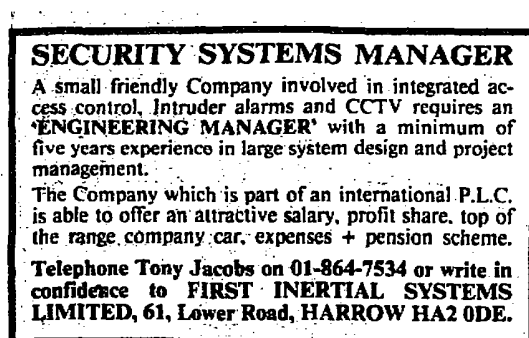 SECURITY SYSTEMS MANAGER
A small friendly Company involved in integrated ac-
cess control, Intruder alarms and CCTV requires an
‘ENGINEERING MANAGER’ with a minimum of
five years experience in large system design and project
management.
The Company which is part of an international P.L.C.
is able to offer an attractive salary, profit share. top of
the range company car, expenses + pension scheme.
Telephone Tony Jacobs on 01-864-7534 or write in
confidence to FIRST INERTIAL SYSTEMS
LIMITED, 61, Lower Road, HARROW HA2 0DE.